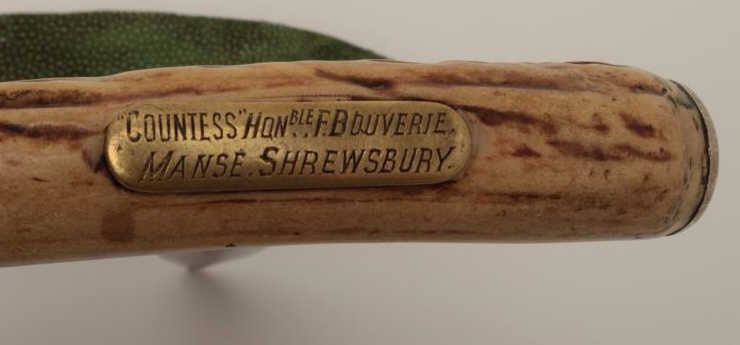 "COUNTESS" HONBLE F. BOUVERIE.
MANSE. SHREWSBURY.